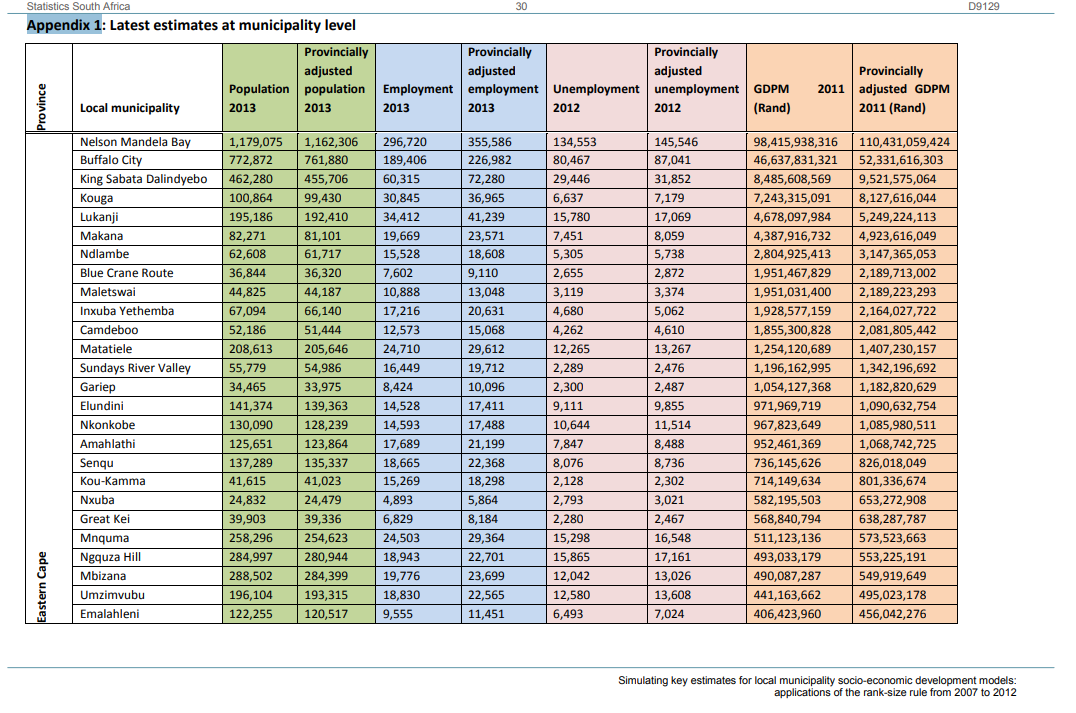 Statistics South Africa 30 D9129
Appendix 1: Latest estimates at municipality level
Province Local municipality Population 2013 Provincially adjusted population 2013 Employment 2013 Provincially adjusted employment 2013 Unemployment 2012 Provincially adjusted unemployment 2012 GDPM 2011 (Rand) Provincially adjusted GDPM 2011 (Rand)
Eastern Cape
Nelson Mandela Bay 1,179,075 1,162,306 296,720 355,586 134,553 145,546 98,415,938,316 110,431,059,424
Buffalo City 772,872 761,880 189,406 226,982 80,467 87,041 46,637,831,321 52,331,616,303
King Sabata Dalindyebo 462,280 455,706 60,315 72,280 29,446 31,852 8,485,608,569 9,521,575,064
Kouga 100,864 99,430 30,845 36,965 6,637 7,179 7,243,315,091 8,127,616,044
Lukanji 195,186 192,410 34,412 41,239 15,780 17,069 4,678,097,984 5,249,224,113
Makana 82,271 81,101 19,669 23,571 7,451 8,059 4,387,916,732 4,923,616,049
Ndlambe 62,608 61,717 15,528 18,608 5,305 5,738 2,804,925,413 3,147,365,053
Blue Crane Route 36,844 36,320 7,602 9,110 2,655 2,872 1,951,467,829 2,189,713,002
Maletswai 44,825 44,187 10,888 13,048 3,119 3,374 1,951,031,400 2,189,223,293
Inxuba Yethemba 67,094 66,140 17,216 20,631 4,680 5,062 1,928,577,159 2,164,027,722
Camdeboo 52,186 51,444 12,573 15,068 4,262 4,610 1,855,300,828 2,081,805,442
Matatiele 208,613 205,646 24,710 29,612 12,265 13,267 1,254,120,689 1,407,230,157
Sundays River Valley 55,779 54,986 16,449 19,712 2,289 2,476 1,196,162,995 1,342,196,692
Gariep 34,465 33,975 8,424 10,096 2,300 2,487 1,054,127,368 1,182,820,629
Elundini 141,374 139,363 14,528 17,411 9,111 9,855 971,969,719 1,090,632,754
Nkonkobe 130,090 128,239 14,593 17,488 10,644 11,514 967,823,649 1,085,980,511
Amahlathi 125,651 123,864 17,689 21,199 7,847 8,488 952,461,369 1,068,742,725
Senqu 137,289 135,337 18,665 22,368 8,076 8,736 736,145,626 826,018,049
Kou-Kamma 41,615 41,023 15,269 18,298 2,128 2,302 714,149,634 801,336,674
Nxuba 24,832 24,479 4,893 5,864 2,793 3,021 582,195,503 653,272,908
Great Kei 39,903 39,336 6,829 8,184 2,280 2,467 568,840,794 638,287,787
Mnquma 258,296 254,623 24,503 29,364 15,298 16,548 511,123,136 573,523,663
Ngquza Hill 284,997 280,944 18,943 22,701 15,865 17,161 493,033,179 553,225,191
Mbizana 288,502 284,399 19,776 23,699 12,042 13,026 490,087,287 549,919,649
Umzimvubu 196,104 193,315 18,830 22,565 12,580 13,608 441,163,662 495,023,178
Emalahleni 122,255 120,517 9,555 11,451 6,493 7,024 406,423,960 456,042,276
Simulating key estimates for local municipality socio-economic development models:
applications of the rank-size rule from 2007 to 2012